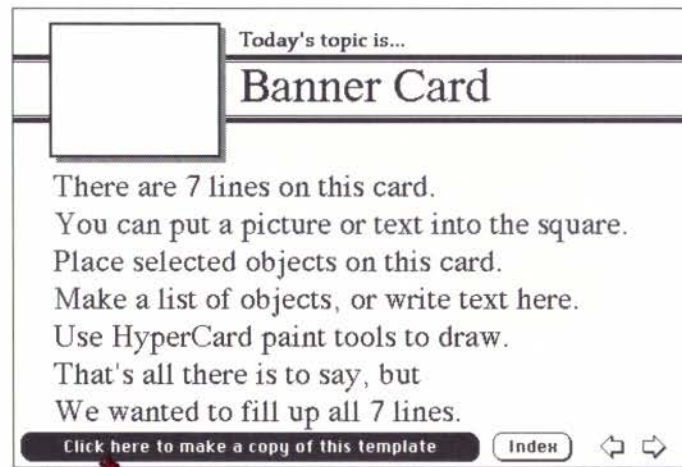 Today's topic is...
Banner Card
There are 7 lines on this card.
You can put a picture or text into the square.
Place selected objects on this card.
Make a list of objects, or write text here.
Use HyperCard paint tools to draw.
That's all there is to say, but
We wanted to fill up all 7 lines.
Click here to make a copy of this template
Index